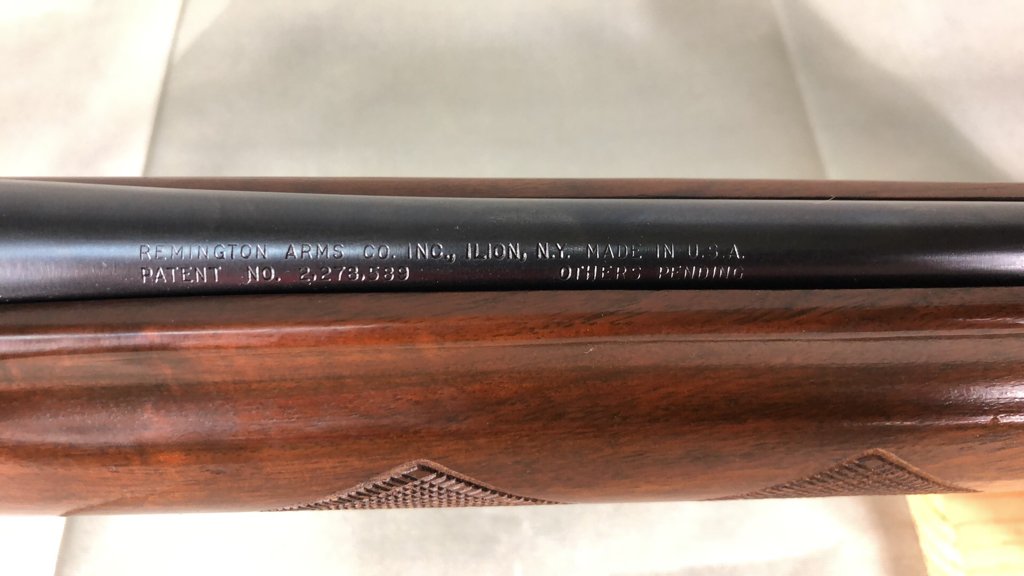 REMINGTON ARMS CO. INC., ILION, N.Y. MADE IN U.S.A.
PATENT NO. 2,273,539 OTHERS PENDING